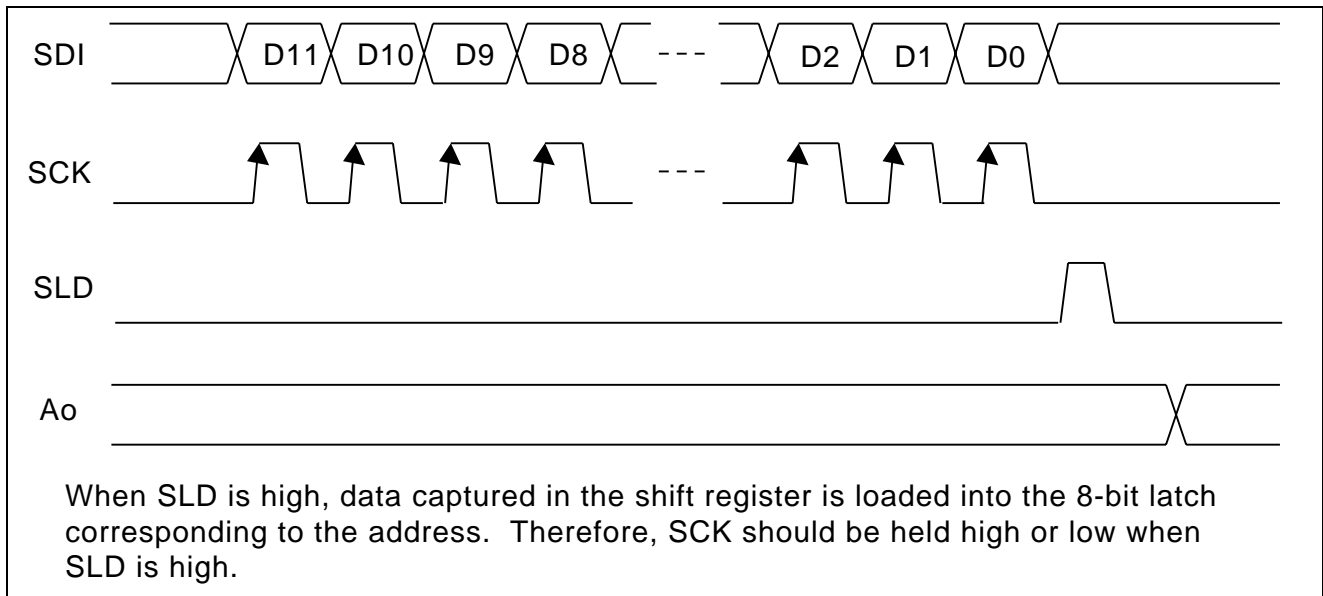 SDI D11 D10 D9 D8 - - - D2 D1 D0
SCK - - -
SLD
Ao
When SLD is high, data captured in the shift register is loaded into the 8-bit latch
corresponding to the address. Therefore, SCK should be held high or low when
SLD is high.